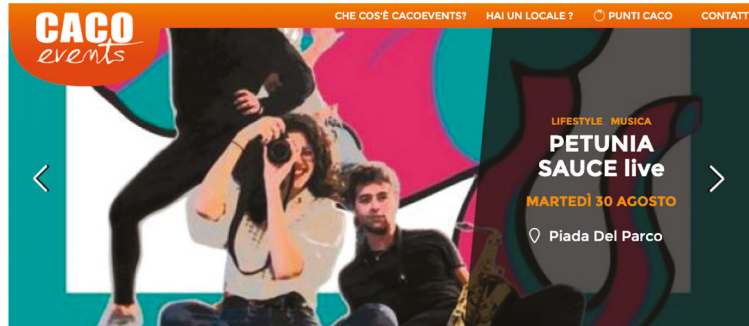 CACO
events
CHE COS'È CACOEVENTS? HAI UN LOCALE ? PUNTI CACO CONTATT
LIFESTYLE MUSICA
PETUNIA
SAUCE live
MARTEDÌ 30 AGOSTO
Piada Del Parco